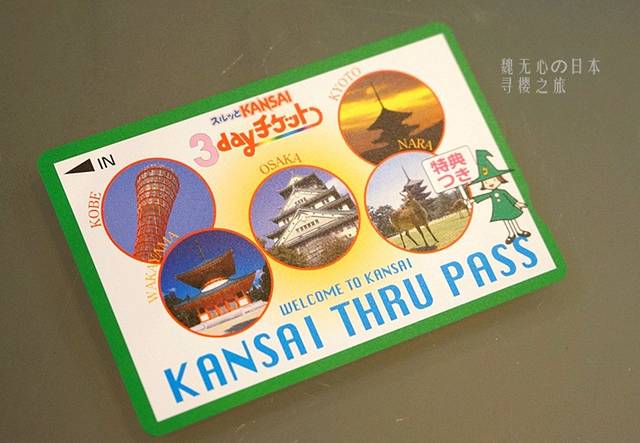 魏无心の日本
寻樱之旅
スルッとKANSAI
3dayチケット
IN
KYOTO
NARA
OSAKA
KOBE
WAKAYAMA
特典
つき
WELCOME TO KANSAI
KANSAI THRU PASS